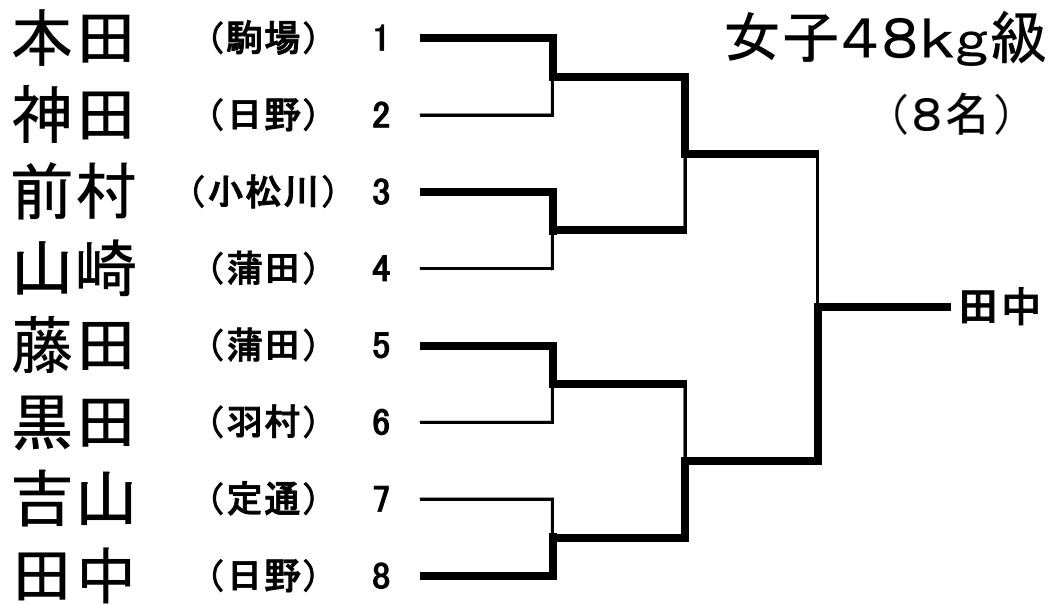 女子48kg級
（8名）
本田 （駒場） 1
神田 （日野） 2
前村 （小松川） 3
山崎 （蒲田） 4
藤田 （蒲田） 5
黒田 （羽村） 6
吉山 （定通） 7
田中 （日野） 8
田中